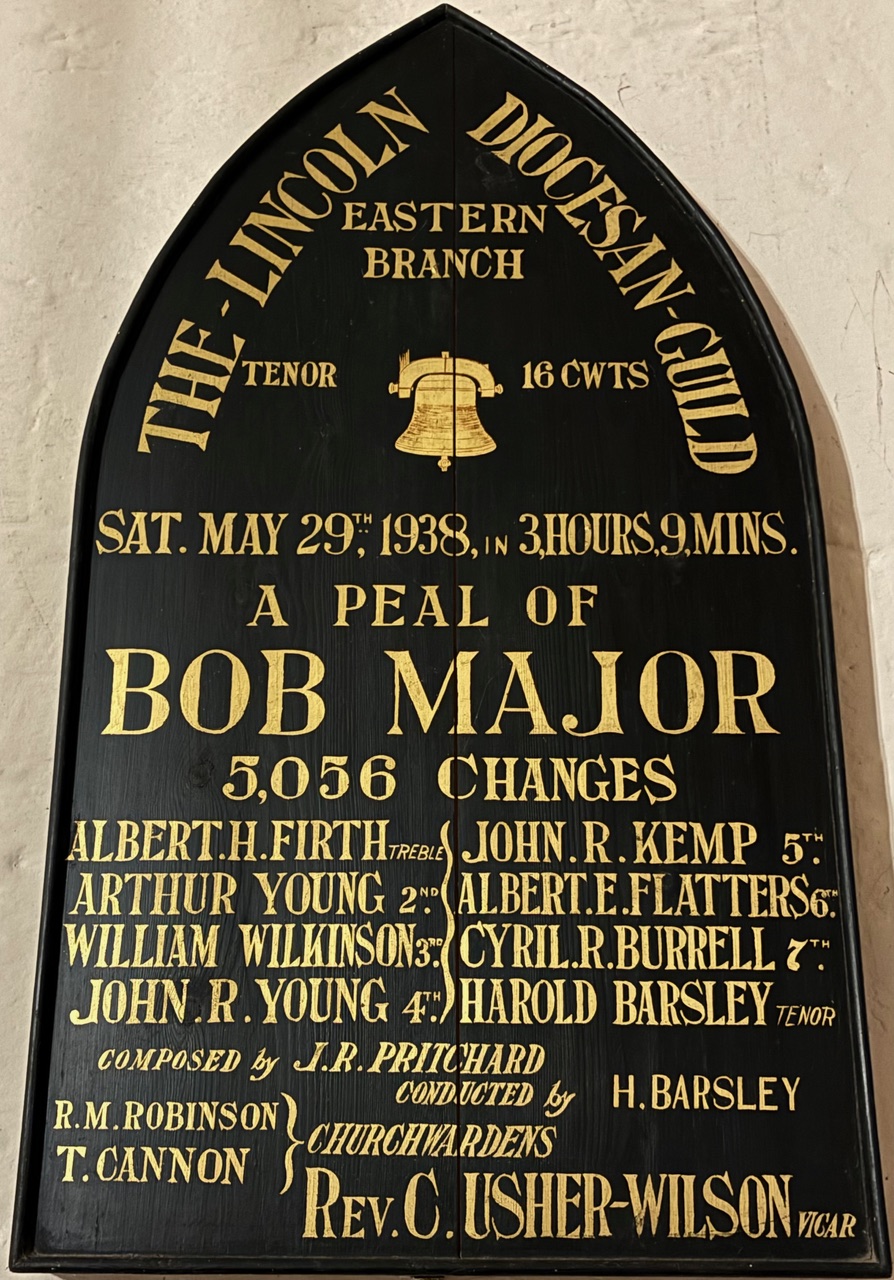 THE - LINCOLN DIOCESAN - GUILD
EASTERN
BRANCH
TENOR 16 CWTS
SAT. MAY 29TH, 1938, IN 3,HOURS,9,MINS.
A PEAL OF
BOB MAJOR
5,056 CHANGES
ALBERT.H.FIRTH TREBLE JOHN.R.KEMP 5TH.
ARTHUR YOUNG 2ND. ALBERT.E.FLATTERS 6TH.
WILLIAM WILKINSON 3RD. CYRIL.R.BURRELL 7TH.
JOHN.R.YOUNG 4TH. HAROLD BARSLEY TENOR
COMPOSED by J.R.PRITCHARD
CONDUCTED by H.BARSLEY
R.M.ROBINSON
T.CANNON
CHURCHWARDENS
REV.C.USHER-WILSON VICAR